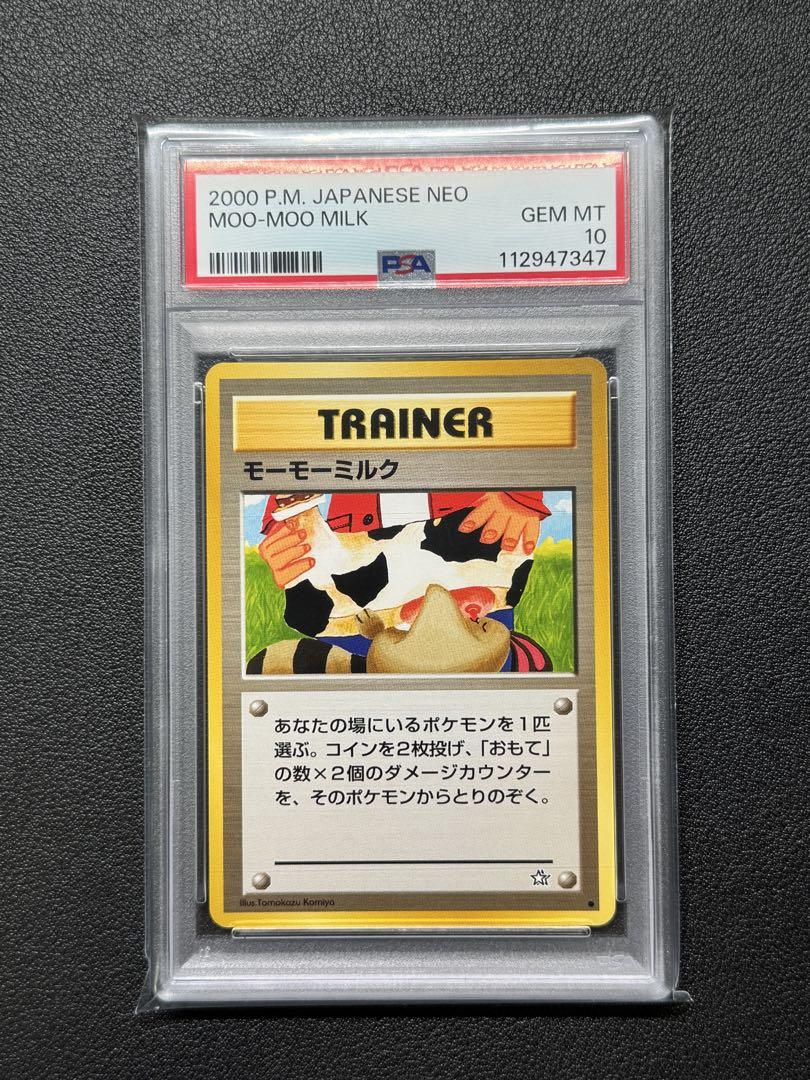 2000 P.M. JAPANESE NEO
MOO-MOO MILK
GEM MT
10
PSA
112947347
TRAINER
モーモーミルク
あなたの場にいるポケモンを1匹
選ぶ。コインを2枚投げ、「おもて」
の数×2個のダメージカウンター
を、そのポケモンからとりのぞく。
Illus.Tomokazu Komiya